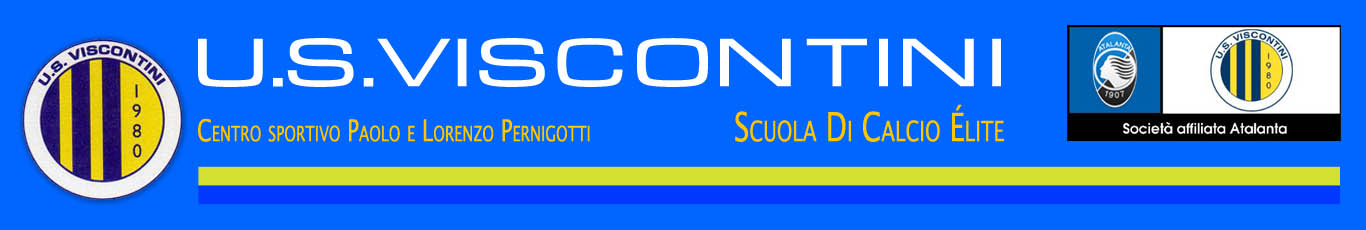 U.S. VISCONTINI
1980
U.S.VISCONTINI
CENTRO SPORTIVO PAOLO E LORENZO PERNIGOTTI
SCUOLA DI CALCIO ÉLITE
ATALANTA
1907
U.S. VISCONTINI
1980
Società affiliata Atalanta